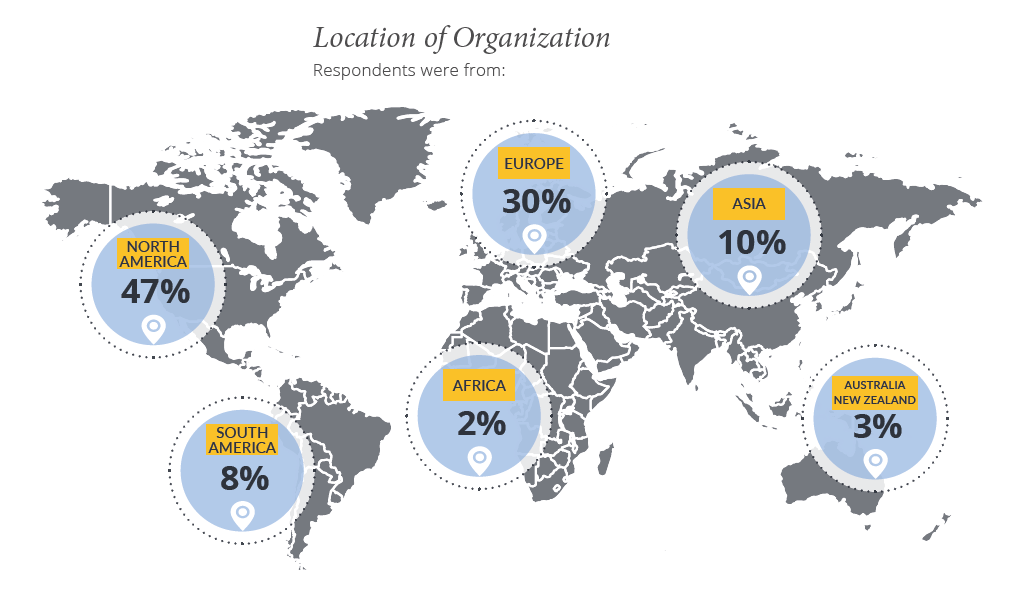 Location of Organization
Respondents were from:
EUROPE
30%
ASIA
10%
NORTH
AMERICA
47%
AFRICA
2%
AUSTRALIA
NEW ZEALAND
3%
SOUTH
AMERICA
8%